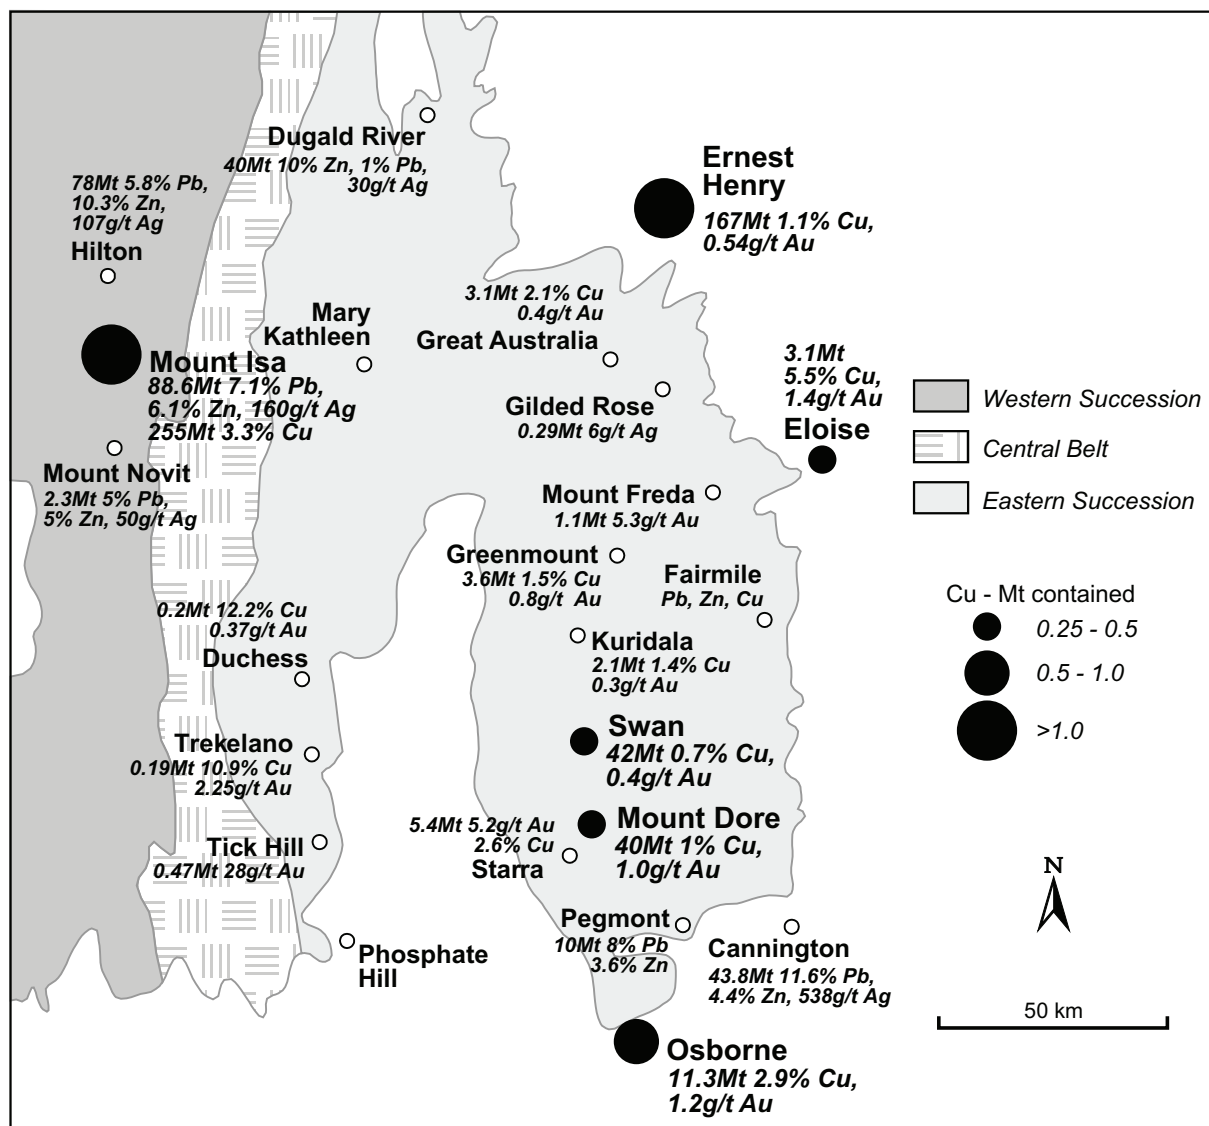 Dugald River
40Mt 10% Zn, 1% Pb,
30g/t Ag
Ernest
Henry
167Mt 1.1% Cu,
0.54g/t Au
78Mt 5.8% Pb,
10.3% Zn,
107g/t Ag
Hilton
Mary
Kathleen
3.1Mt 2.1% Cu
0.4g/t Au
Great Australia
Mount Isa
88.6Mt 7.1% Pb,
6.1% Zn, 160g/t Ag
255Mt 3.3% Cu
Gilded Rose
0.29Mt 6g/t Ag
3.1Mt
5.5% Cu,
1.4g/t Au
Eloise
Western Succession
Central Belt
Eastern Succession
Mount Novit
2.3Mt 5% Pb,
5% Zn, 50g/t Ag
Mount Freda
1.1Mt 5.3g/t Au
Greenmount
3.6Mt 1.5% Cu
0.8g/t Au
Fairmile
Pb, Zn, Cu
Cu - Mt contained
0.25 - 0.5
0.5 - 1.0
>1.0
0.2Mt 12.2% Cu
0.37g/t Au
Duchess
Kuridala
2.1Mt 1.4% Cu
0.3g/t Au
Trekelano
0.19Mt 10.9% Cu
2.25g/t Au
Swan
42Mt 0.7% Cu,
0.4g/t Au
Tick Hill
0.47Mt 28g/t Au
5.4Mt 5.2g/t Au
2.6% Cu
Starra
Mount Dore
40Mt 1% Cu,
1.0g/t Au
N
Phosphate
Hill
Pegmont
10Mt 8% Pb
3.6% Zn
Cannington
43.8Mt 11.6% Pb,
4.4% Zn, 538g/t Ag
50 km
Osborne
11.3Mt 2.9% Cu,
1.2g/t Au